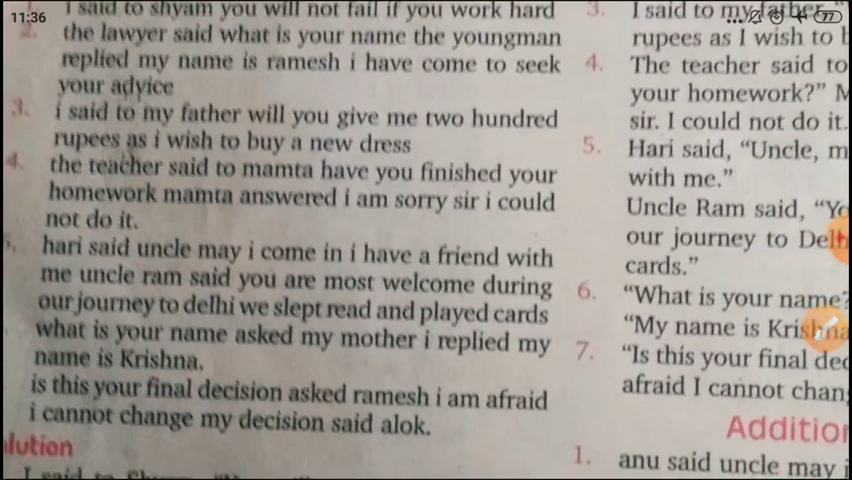 11:36
77
1 i said to shyam you will not fail if you work hard
2. the lawyer said what is your name the youngman
replied my name is ramesh i have come to seek
your advice
3. i said to my father will you give me two hundred
rupees as i wish to buy a new dress
4. the teacher said to mamta have you finished your
homework mamta answered i am sorry sir i could
not do it.
hari said uncle may i come in i have a friend with
me uncle ram said you are most welcome during
our journey to delhi we slept read and played cards
what is your name asked my mother i replied my
name is Krishna.
is this your final decision asked ramesh i am afraid
i cannot change my decision said alok.
lution
I said to
3. I said to my father
rupees as I wish to b
4. The teacher said to
your homework?” M
sir. I could not do it.
5. Hari said, “Uncle, m
with me.”
Uncle Ram said, “Yo
our journey to Delh
cards.”
6. “What is your name?
“My name is Krishna
7. “Is this your final dec
afraid I cannot chang
Addition
1. anu said uncle may i